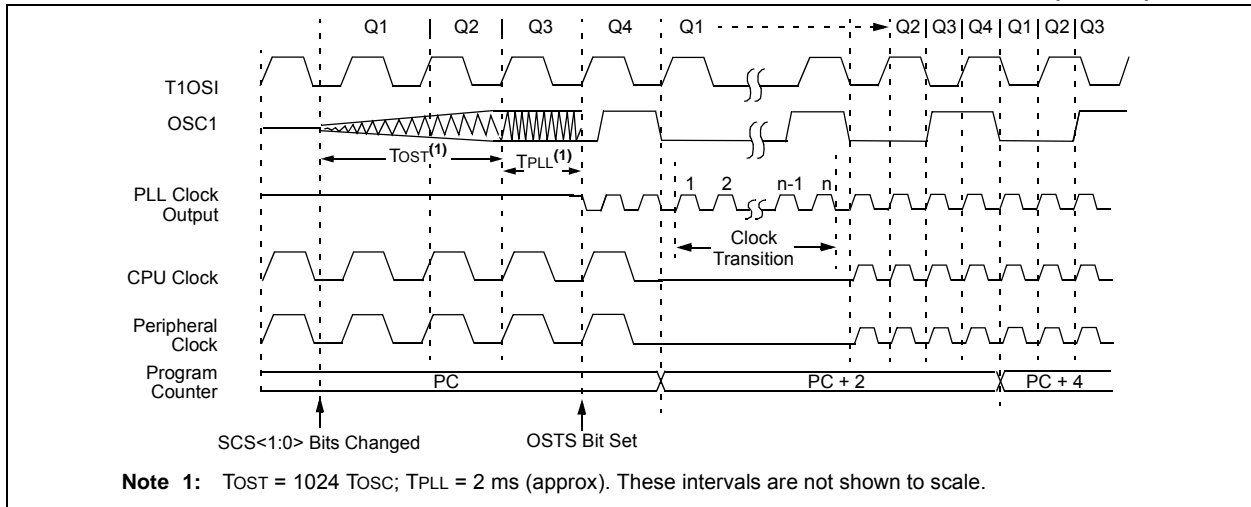 Q1 Q2 Q3 Q4 Q1 Q2 Q3 Q4 Q1 Q2 Q3
T1OSI
OSC1
TOST(1) TPLL(1)
1 2 n-1 n
PLL Clock
Output
Clock
Transition
CPU Clock
Peripheral
Clock
Program
Counter
PC PC + 2 PC + 4
SCS<1:0> Bits Changed OSTS Bit Set
Note 1: TOST = 1024 TOSC; TPLL = 2 ms (approx). These intervals are not shown to scale.